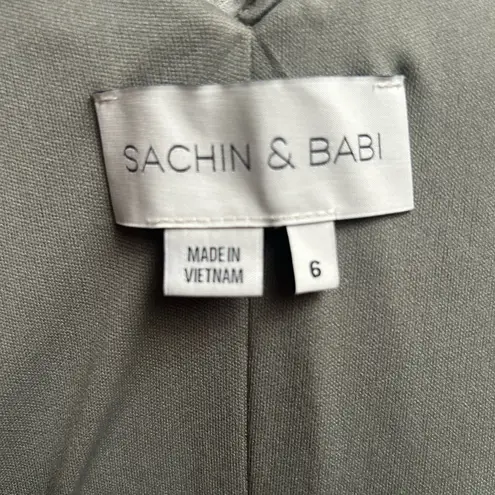 SACHIN & BABI
MADE IN
VIETNAM
6